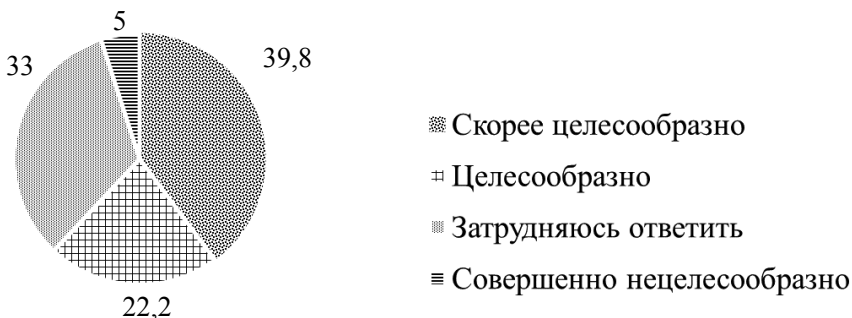 5
33
39,8
22,2
Скорее целесообразно
Целесообразно
Затрудняюсь ответить
Совершенно нецелесообразно